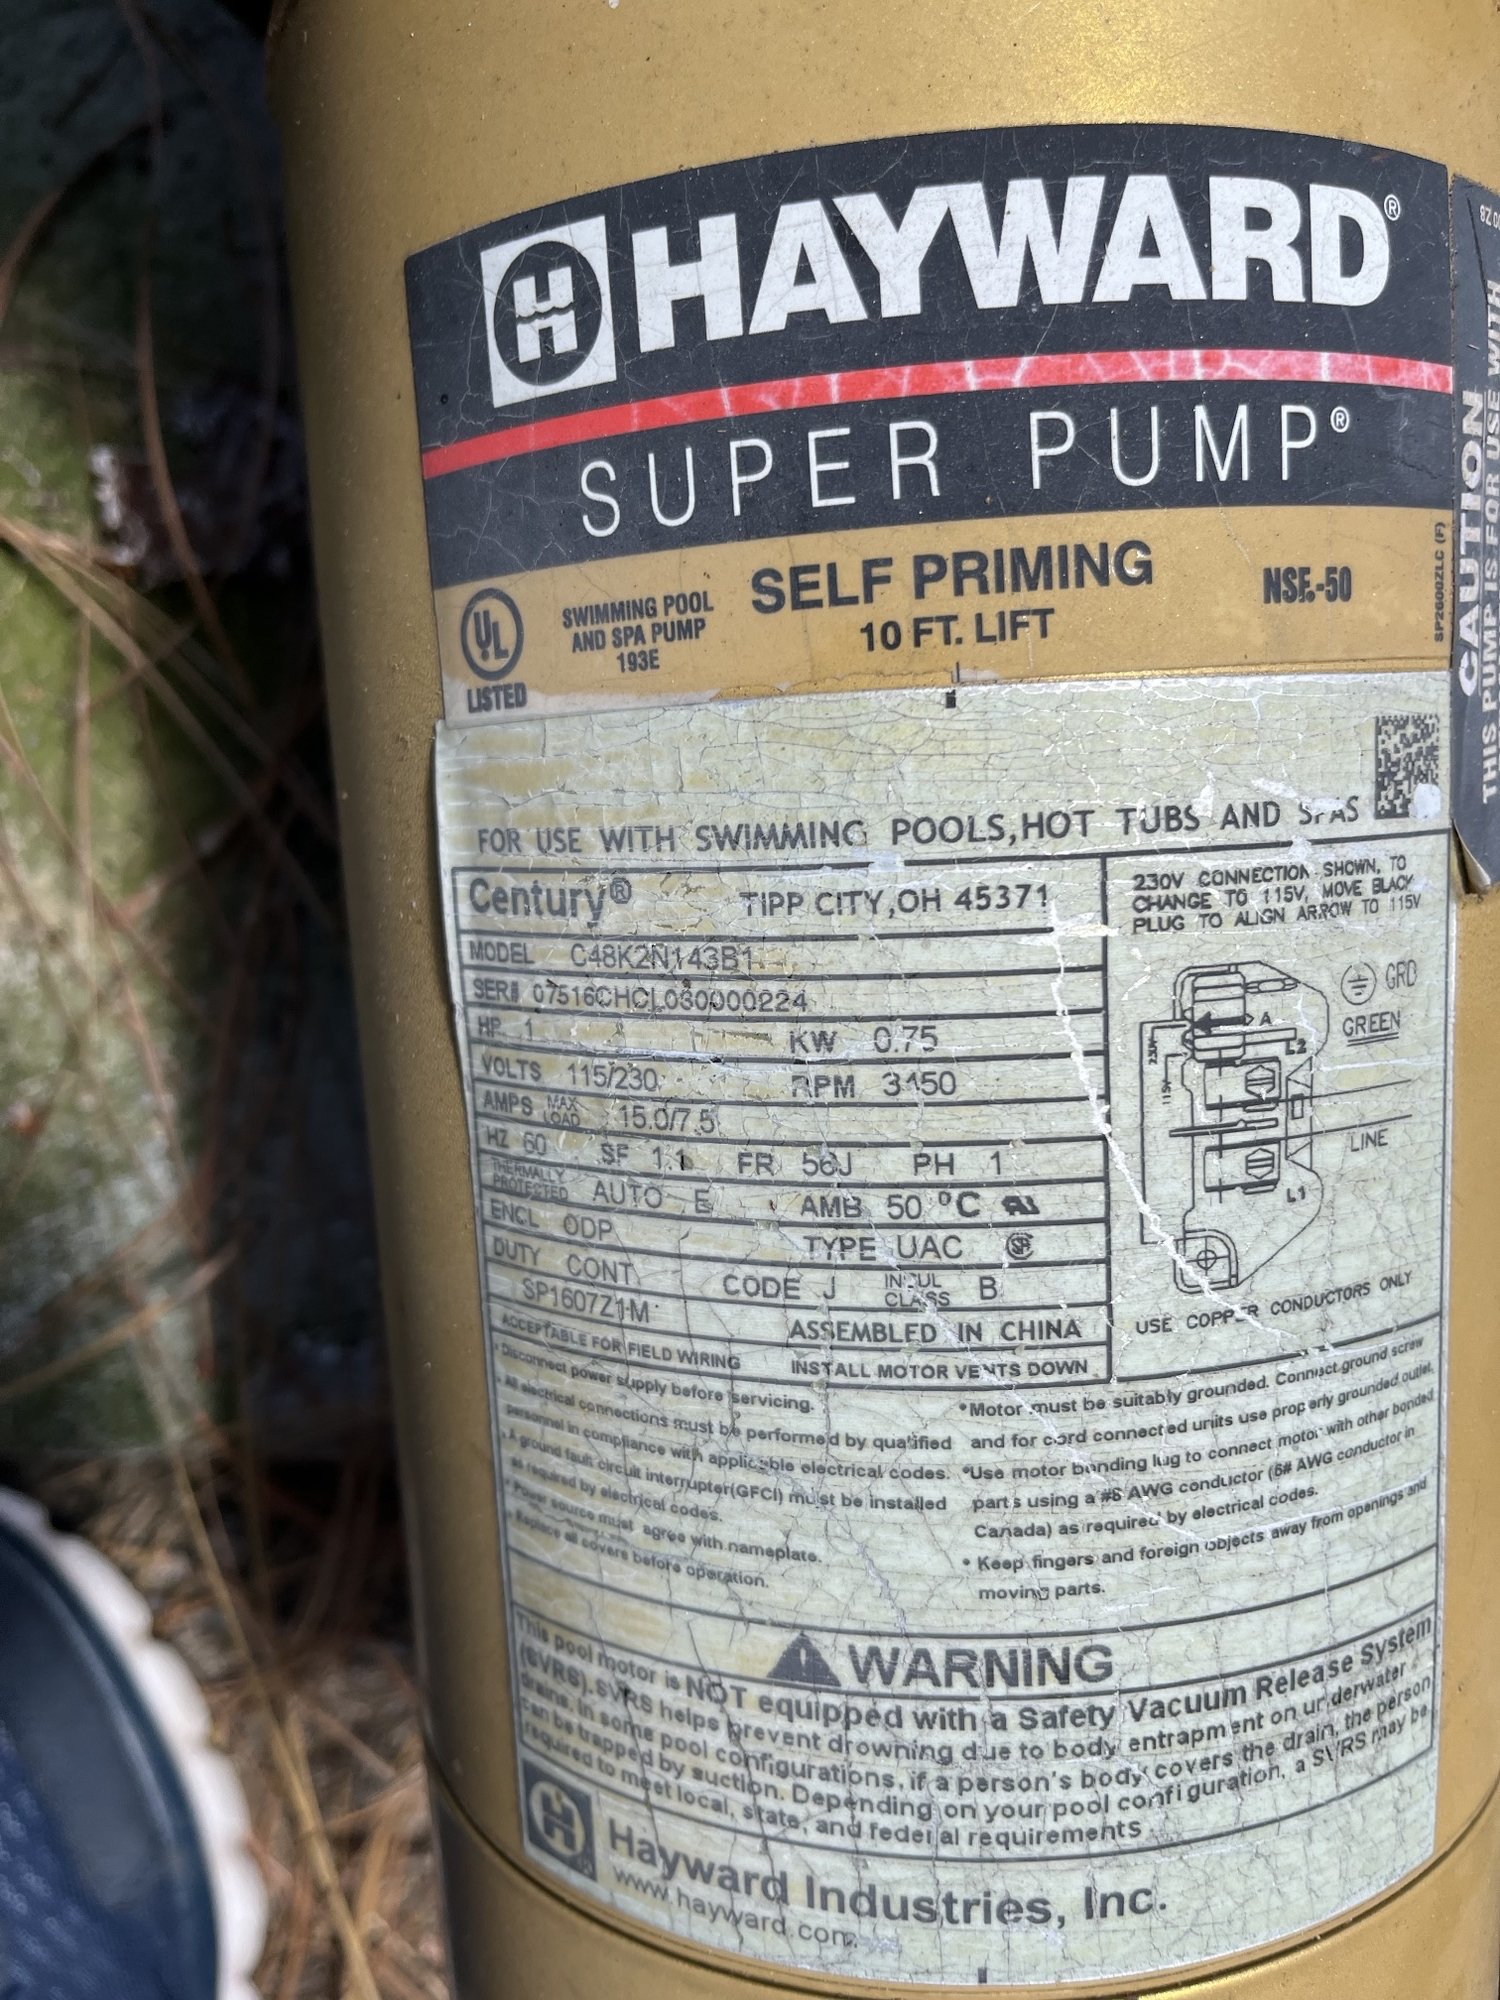 HAYWARD®
SUPER PUMP®
UL
LISTED
SWIMMING POOL
AND SPA PUMP
193E
SELF PRIMING
10 FT. LIFT
NSF®-50
SP2600ZLC (F)
CAUTION
THIS PUMP IS FOR USE WITH
FOR USE WITH SWIMMING POOLS,HOT TUBS AND SPAS
Century® TIPP CITY,OH 45371
MODEL C48K2N143B1
SER# 07516CHCL030000224
HP 1 KW 0.75
VOLTS 115/230 RPM 3450
AMPS MAX LOAD 15.0/7.5
HZ 60 SF 1.1 FR 56J PH 1
THERMALLY PROTECTED AUTO E AMB 50 °C
ENCL ODP TYPE UAC
DUTY CONT CODE J INSUL CLASS B
SP1607Z1M ASSEMBLED IN CHINA
ACCEPTABLE FOR FIELD WIRING INSTALL MOTOR VENTS DOWN
230V CONNECTION SHOWN, TO
CHANGE TO 115V, MOVE BLACK
PLUG TO ALIGN ARROW TO 115V
GRD
GREEN
A
L2
230V
115V
LINE
L1
USE COPPER CONDUCTORS ONLY
• Disconnect power supply before servicing.
• All electrical connections must be performed by qualified
personnel in compliance with applicable electrical codes.
• A ground fault circuit interrupter(GFCI) must be installed
as required by electrical codes.
• Power source must agree with nameplate.
• Replace all covers before operation.
•Motor must be suitably grounded. Connect ground screw
and for cord connected units use properly grounded outlet.
•Use motor bonding lug to connect motor with other bonded
parts using a #8 AWG conductor (6# AWG conductor in
Canada) as required by electrical codes.
• Keep fingers and foreign objects away from openings and
moving parts.
WARNING
This pool motor is NOT equipped with a Safety Vacuum Release System
(SVRS). SVRS helps prevent drowning due to body entrapment on underwater
drains. In some pool configurations, if a person's body covers the drain, the person
can be trapped by suction. Depending on your pool configuration, a SVRS may be
required to meet local, state, and federal requirements
Hayward Industries, Inc.
www.hayward.com